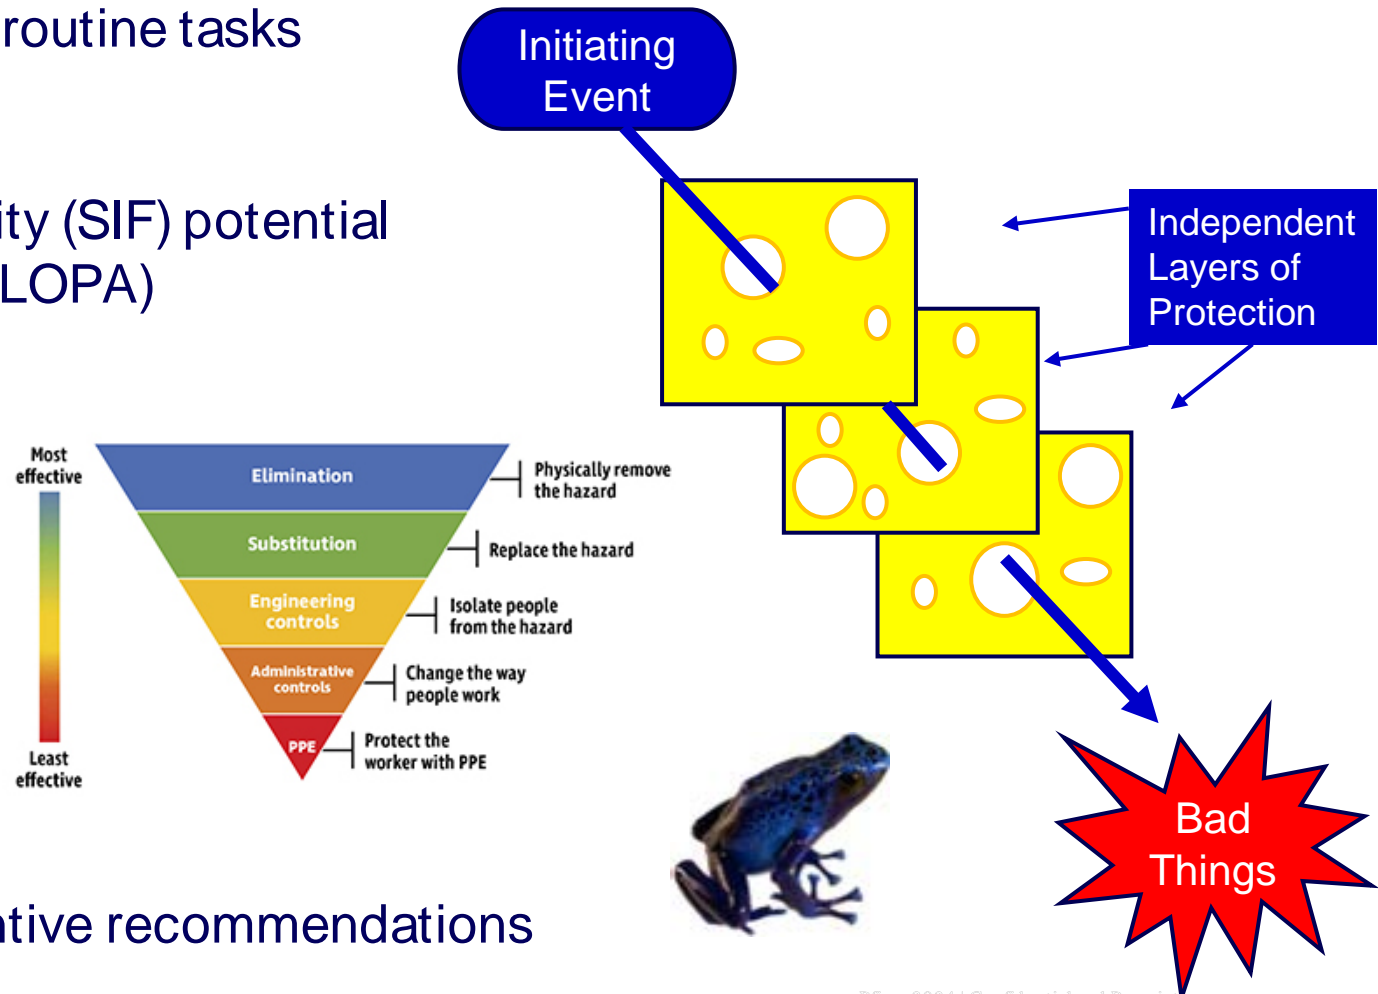 routine tasks
Initiating
Event
ity (SIF) potential
LOPA)
Independent
Layers of
Protection
Most
effective
Elimination
Physically remove
the hazard
Substitution
Replace the hazard
Engineering
controls
Isolate people
from the hazard
Administrative
controls
Change the way
people work
PPE
Protect the
worker with PPE
Least
effective
Bad
Things
ntive recommendations